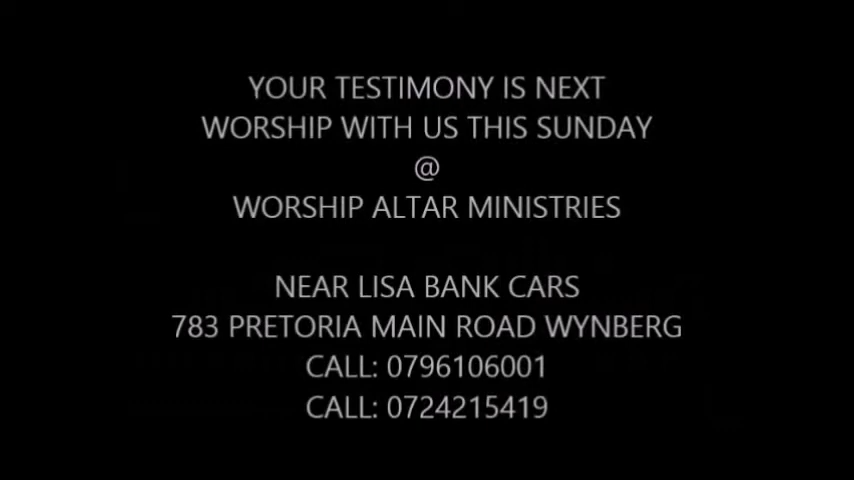 YOUR TESTIMONY IS NEXT
WORSHIP WITH US THIS SUNDAY
@
WORSHIP ALTAR MINISTRIES
NEAR LISA BANK CARS
783 PRETORIA MAIN ROAD WYNBERG
CALL: 0796106001
CALL: 0724215419